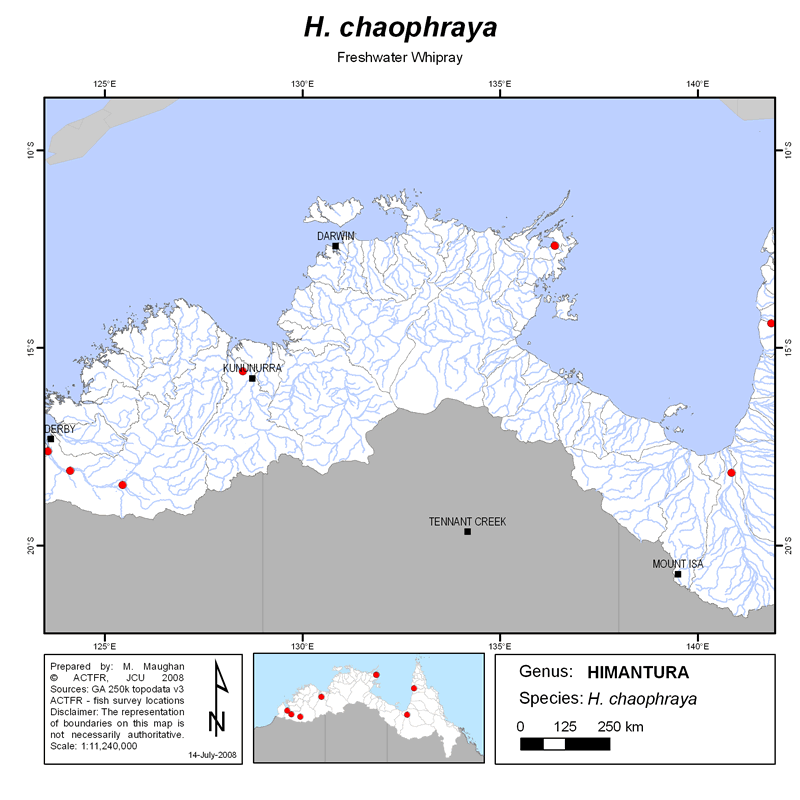 H. chaophraya
Freshwater Whipray
125°E 130°E 135°E 140°E
10°S 10°S
DARWIN
15°S 15°S
KUNUNURRA
DERBY
TENNANT CREEK
20°S 20°S
MOUNT ISA
125°E 130°E 135°E 140°E
Prepared by: M. Maughan
© ACTFR, JCU 2008
Sources: GA 250k topodata v3
ACTFR - fish survey locations
Disclaimer: The representation
of boundaries on this map is
not necessarily authoritative.
Scale: 1:11,240,000
14-July-2008
N
Genus: HIMANTURA
Species: H. chaophraya
0 125 250 km